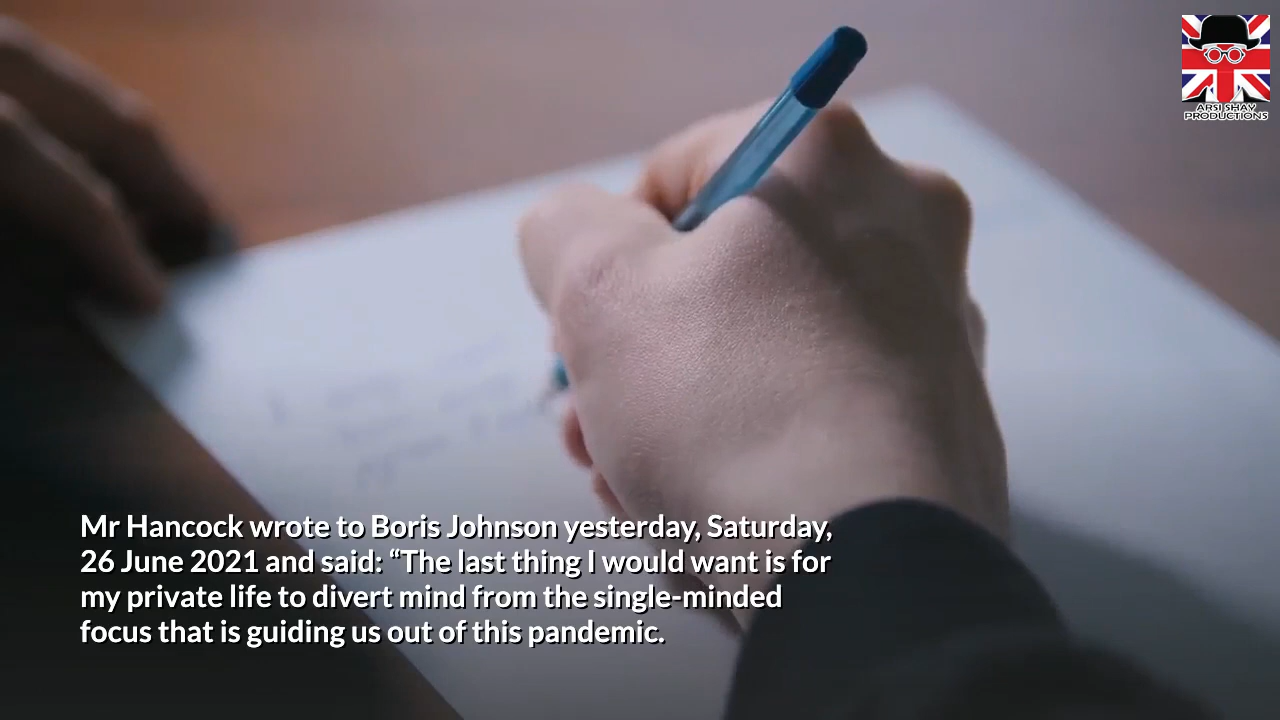 ARSI SHAY
PRODUCTIONS
Mr Hancock wrote to Boris Johnson yesterday, Saturday,
26 June 2021 and said: “The last thing I would want is for
my private life to divert mind from the single-minded
focus that is guiding us out of this pandemic.